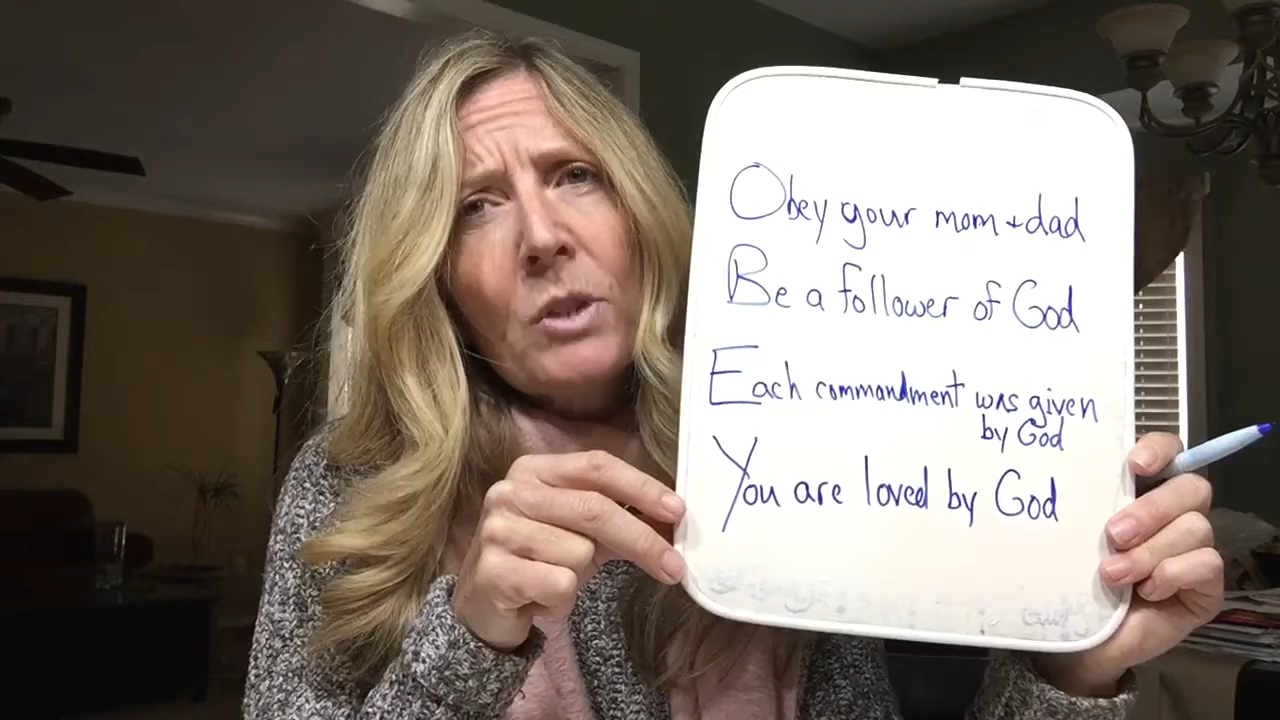 Obey your mom + dad
Be a follower of God
Each commandment was given
by God
You are loved by God